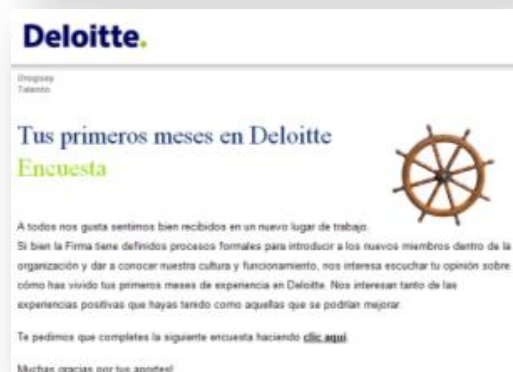 Deloitte.
Uruguay
Talento
Tus primeros meses en Deloitte
Encuesta
A todos nos gusta sentirnos bien recibidos en un nuevo lugar de trabajo.
Si bien la Firma tiene definidos procesos formales para introducir a los nuevos miembros dentro de la
organización y dar a conocer nuestra cultura y funcionamiento, nos interesa escuchar tu opinión sobre
cómo has vivido tus primeros meses de experiencia en Deloitte. Nos interesan tanto de las
experiencias positivas que hayas tenido como aquellas que se podrían mejorar.
Te pedimos que completes la siguiente encuesta haciendo clic aquí.
Muchas gracias por tus aportes!